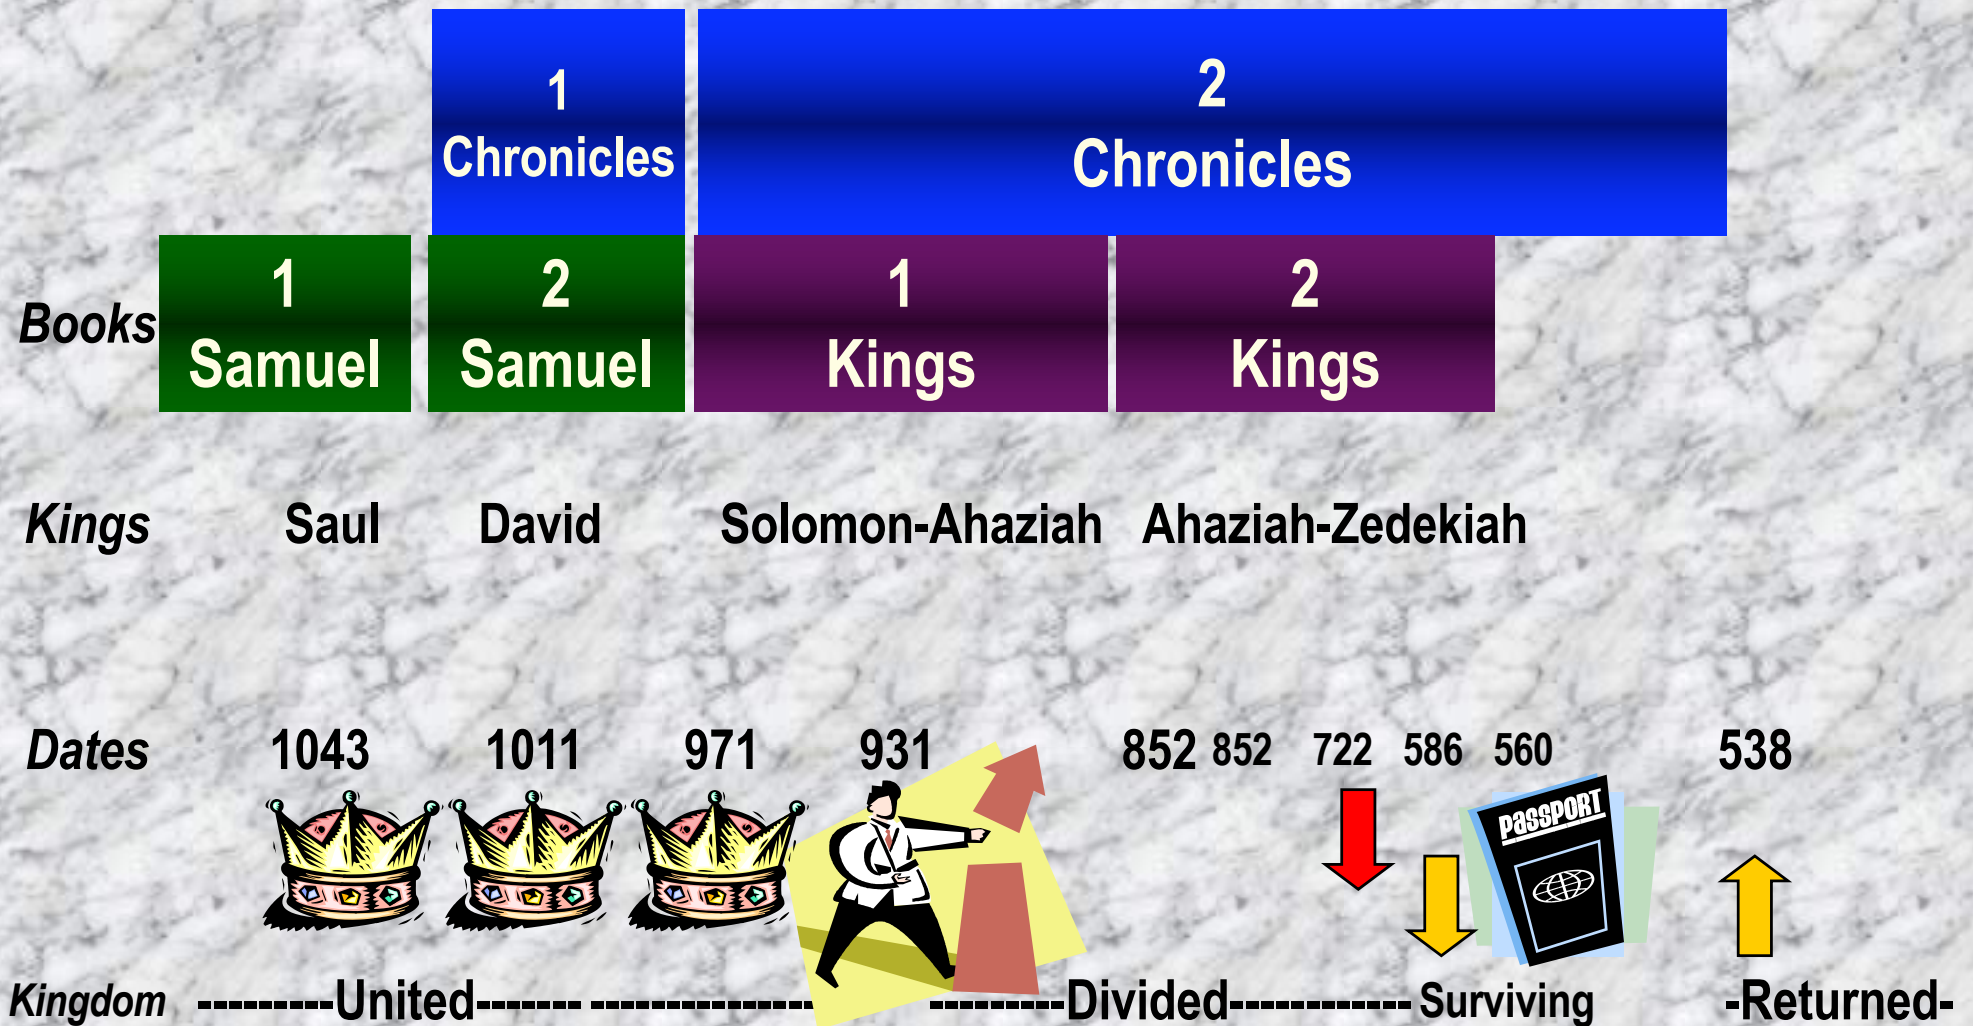 1
Chronicles
2
Chronicles
Books
1
Samuel
2
Samuel
1
Kings
2
Kings
Kings Saul David Solomon-Ahaziah Ahaziah-Zedekiah
Dates 1043 1011 971 931 852 852 722 586 560 538
PASSPORT
Kingdom ---------United------- --------------- ---------Divided------------ Surviving -Returned-